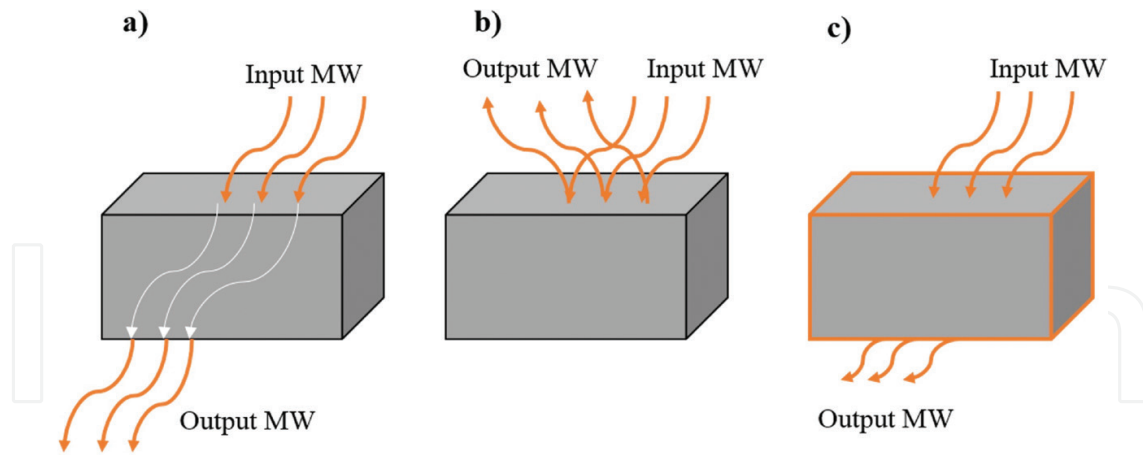 a)
Input MW
Output MW
b)
Output MW Input MW
c)
Input MW
Output MW